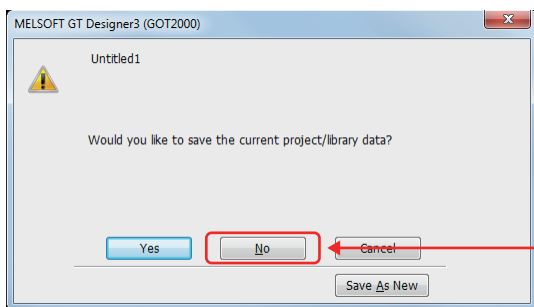 MELSOFT GT Designer3 (GOT2000)
Untitled1
Would you like to save the current project/library data?
Yes
No
Cancel
Save As New